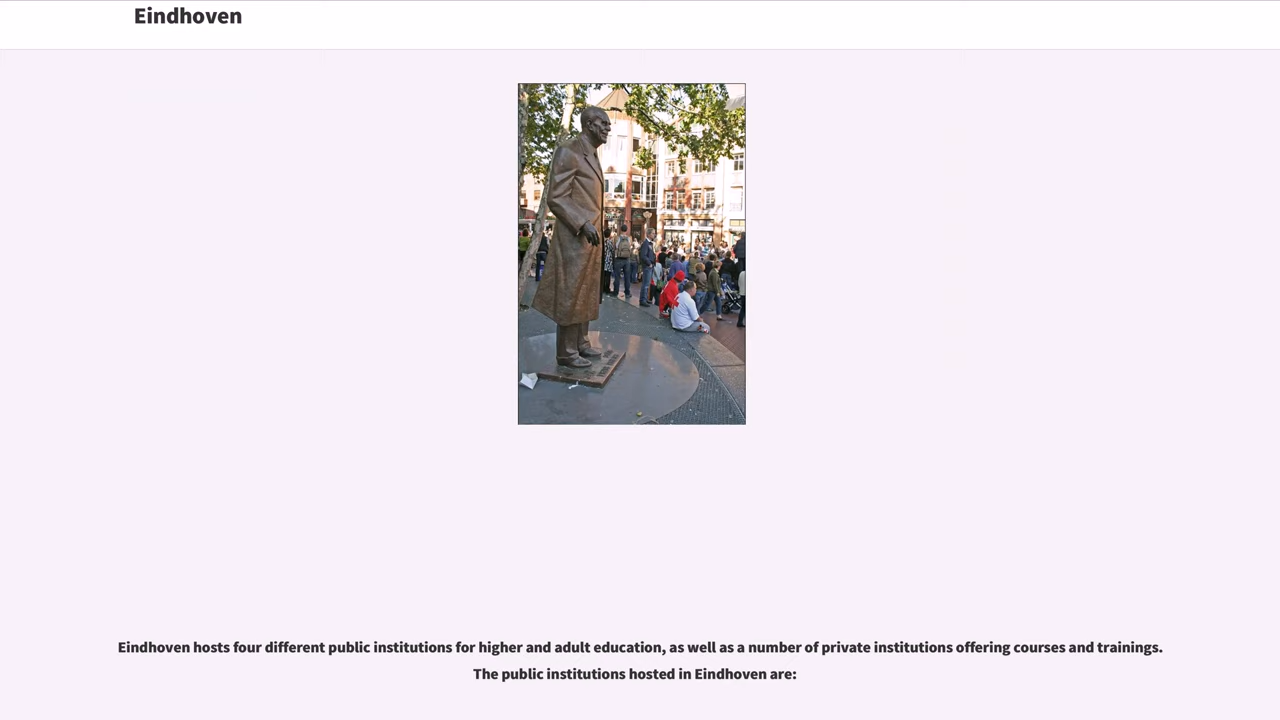 Eindhoven
Eindhoven hosts four different public institutions for higher and adult education, as well as a number of private institutions offering courses and trainings.
The public institutions hosted in Eindhoven are: